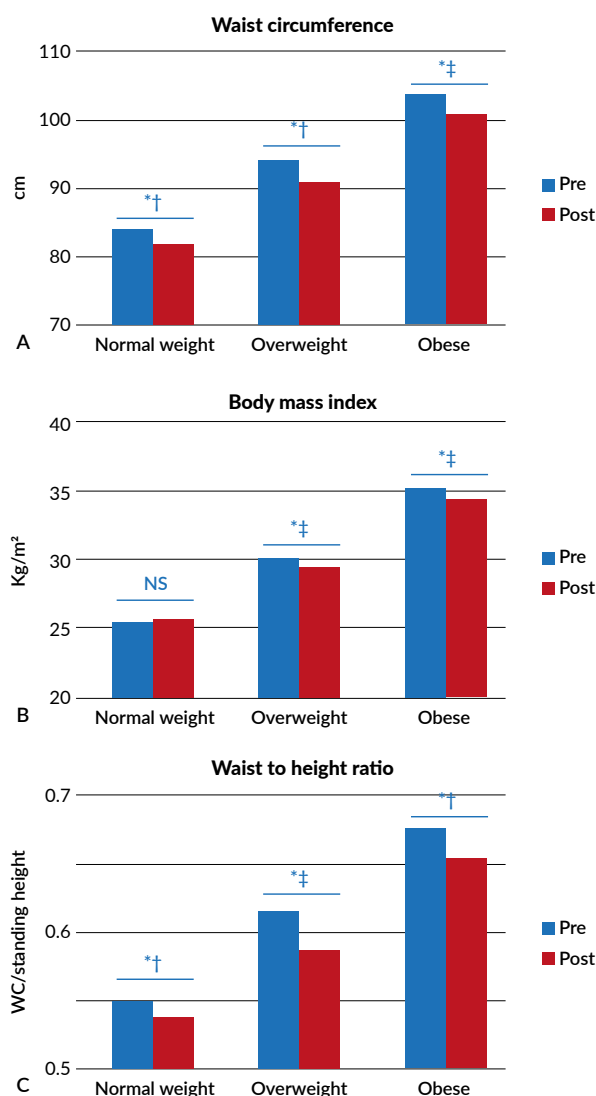 Waist circumference
110
*‡
100
*†
cm
90
*†
Pre
Post
80
70
A
Normal weight
Overweight
Obese
Body mass index
40
*‡
35
*‡
Kg/m²
30
NS
Pre
Post
25
20
B
Normal weight
Overweight
Obese
Waist to height ratio
0.7
*†
*‡
WC/standing height
0.6
*†
Pre
Post
0.5
C
Normal weight
Overweight
Obese